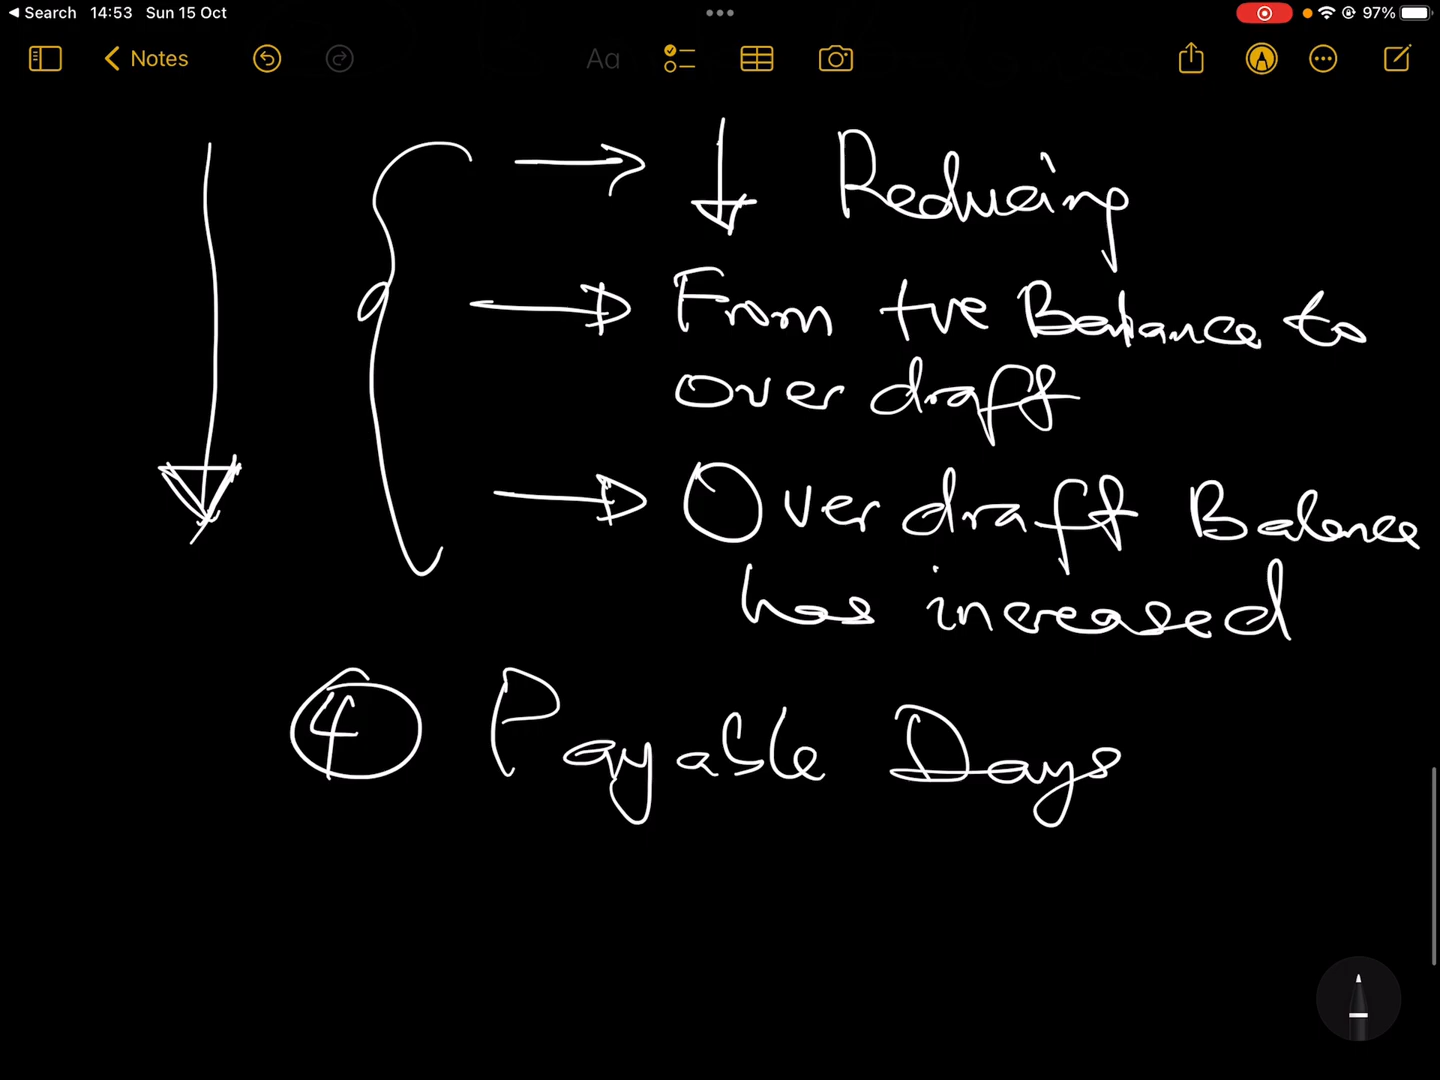 Search 14:53 Sun 15 Oct 97%
Notes Aa
Reducing
From +ve Balance to
over draft
Over draft Balance
has increased
4 Payable Days